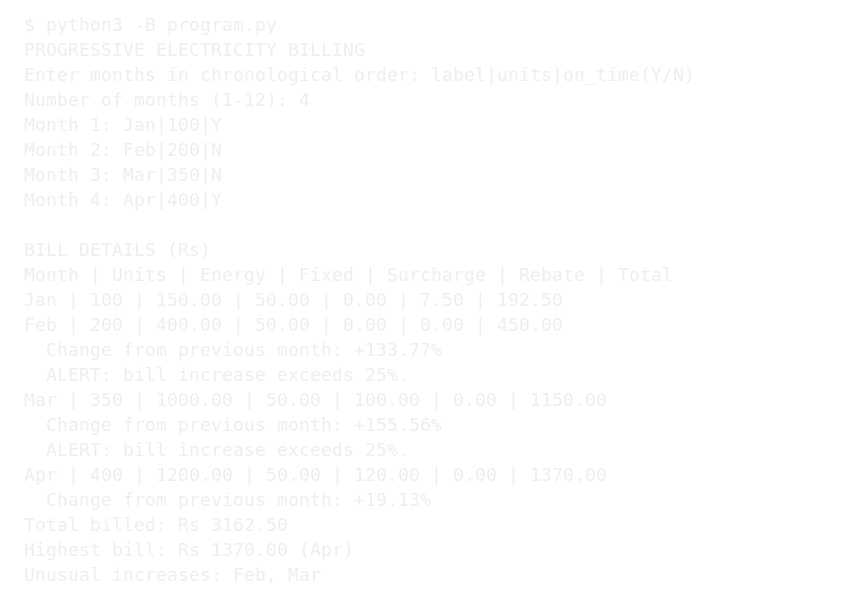 $ python3 -B program.py
PROGRESSIVE ELECTRICITY BILLING
Enter months in chronological order: label|units|on_time(Y/N)
Number of months (1-12): 4
Month 1: Jan|100|Y
Month 2: Feb|200|N
Month 3: Mar|350|N
Month 4: Apr|400|Y

BILL DETAILS (Rs)
Month | Units | Energy | Fixed | Surcharge | Rebate | Total
Jan | 100 | 150.00 | 50.00 | 0.00 | 7.50 | 192.50
Feb | 200 | 400.00 | 50.00 | 0.00 | 0.00 | 450.00
  Change from previous month: +133.77%
  ALERT: bill increase exceeds 25%.
Mar | 350 | 1000.00 | 50.00 | 100.00 | 0.00 | 1150.00
  Change from previous month: +155.56%
  ALERT: bill increase exceeds 25%.
Apr | 400 | 1200.00 | 50.00 | 120.00 | 0.00 | 1370.00
  Change from previous month: +19.13%
Total billed: Rs 3162.50
Highest bill: Rs 1370.00 (Apr)
Unusual increases: Feb, Mar